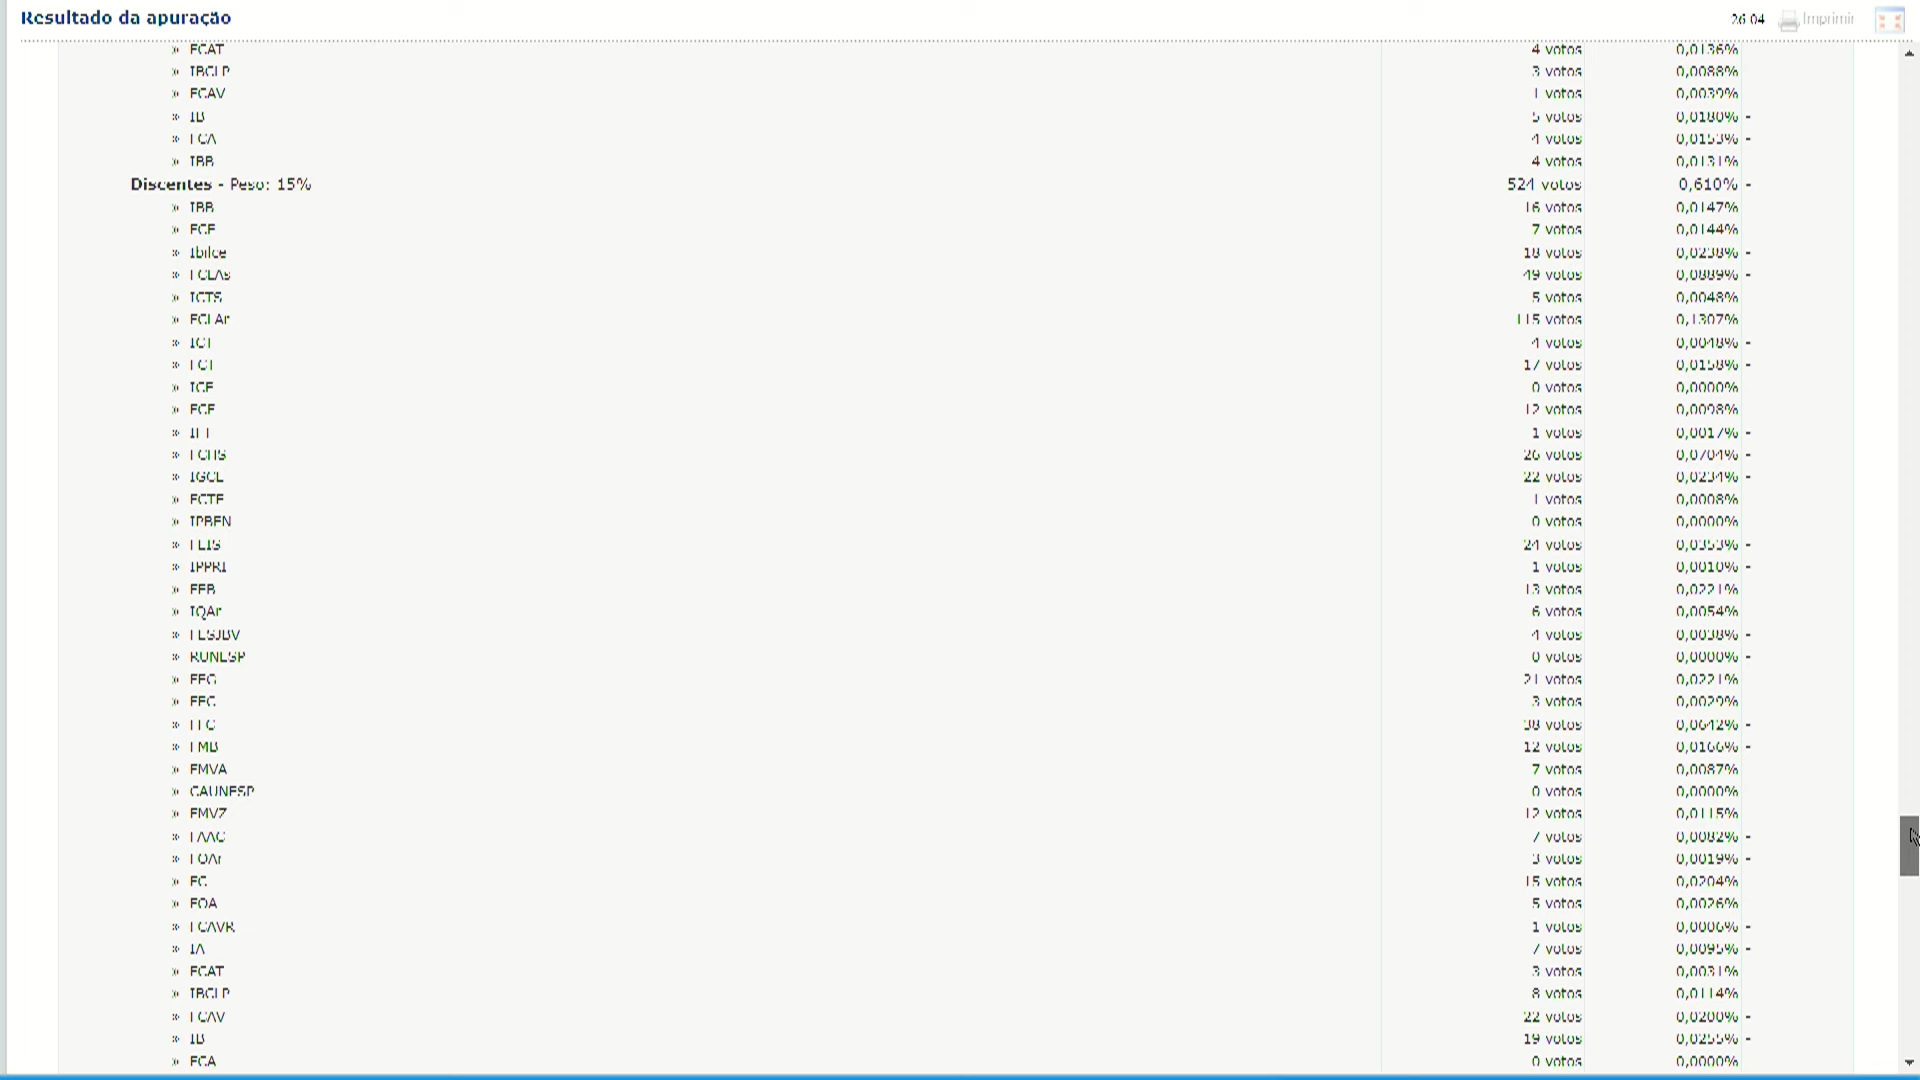 Resultado da apuração 26 04 Imprimir
» FCAT 4 votos 0,0136%
» IBCLP 3 votos 0,0088%
» FCAV 1 votos 0,0039%
» IB 5 votos 0,0180% -
» FCA 4 votos 0,0153% -
» IBB 4 votos 0,0131% -
Discentes - Peso: 15% 524 votos 0,610% -
» IBB 16 votos 0,0147%
» FCF 7 votos 0,0144%
» Ibilce 18 votos 0,0238% -
» FCLAs 49 votos 0,0889% -
» ICTS 5 votos 0,0048% -
» FCLAr 115 votos 0,1307%
» ICT 4 votos 0,0048% -
» FCT 17 votos 0,0158% -
» ICE 0 votos 0,0000%
» 12 votos 0,0098%
» IFT 1 votos 0,0017% -
» FCHS 26 votos 0,0704% -
» IGCE 22 votos 0,0234% -
» FCTE 1 votos 0,0008%
» IPBEN 0 votos 0,0000%
» FEIS 24 votos 0,0353% -
» IPPRI 1 votos 0,0010% -
» FEB 13 votos 0,0221%
» IQAr 6 votos 0,0054%
» FESJBV 4 votos 0,0038% -
» RUNESP 0 votos 0,0000% -
» FEG 21 votos 0,0221%
» FEC 3 votos 0,0029%
» FFC 38 votos 0,0642% -
» FMB 12 votos 0,0166% -
» FMVA 7 votos 0,0087%
» CAUNESP 0 votos 0,0000%
» FMVZ 12 votos 0,0115%
» FAAC 7 votos 0,0082% -
» FOAr 3 votos 0,0019% -
» FC 15 votos 0,0204%
» FOA 5 votos 0,0026%
» FCAVR 1 votos 0,0006% -
» IA 7 votos 0,0095% -
» FCAT 3 votos 0,0031%
» IBCLP 8 votos 0,0114%
» FCAV 22 votos 0,0200% -
» IB 19 votos 0,0255% -
» FCA 0 votos 0,0000%